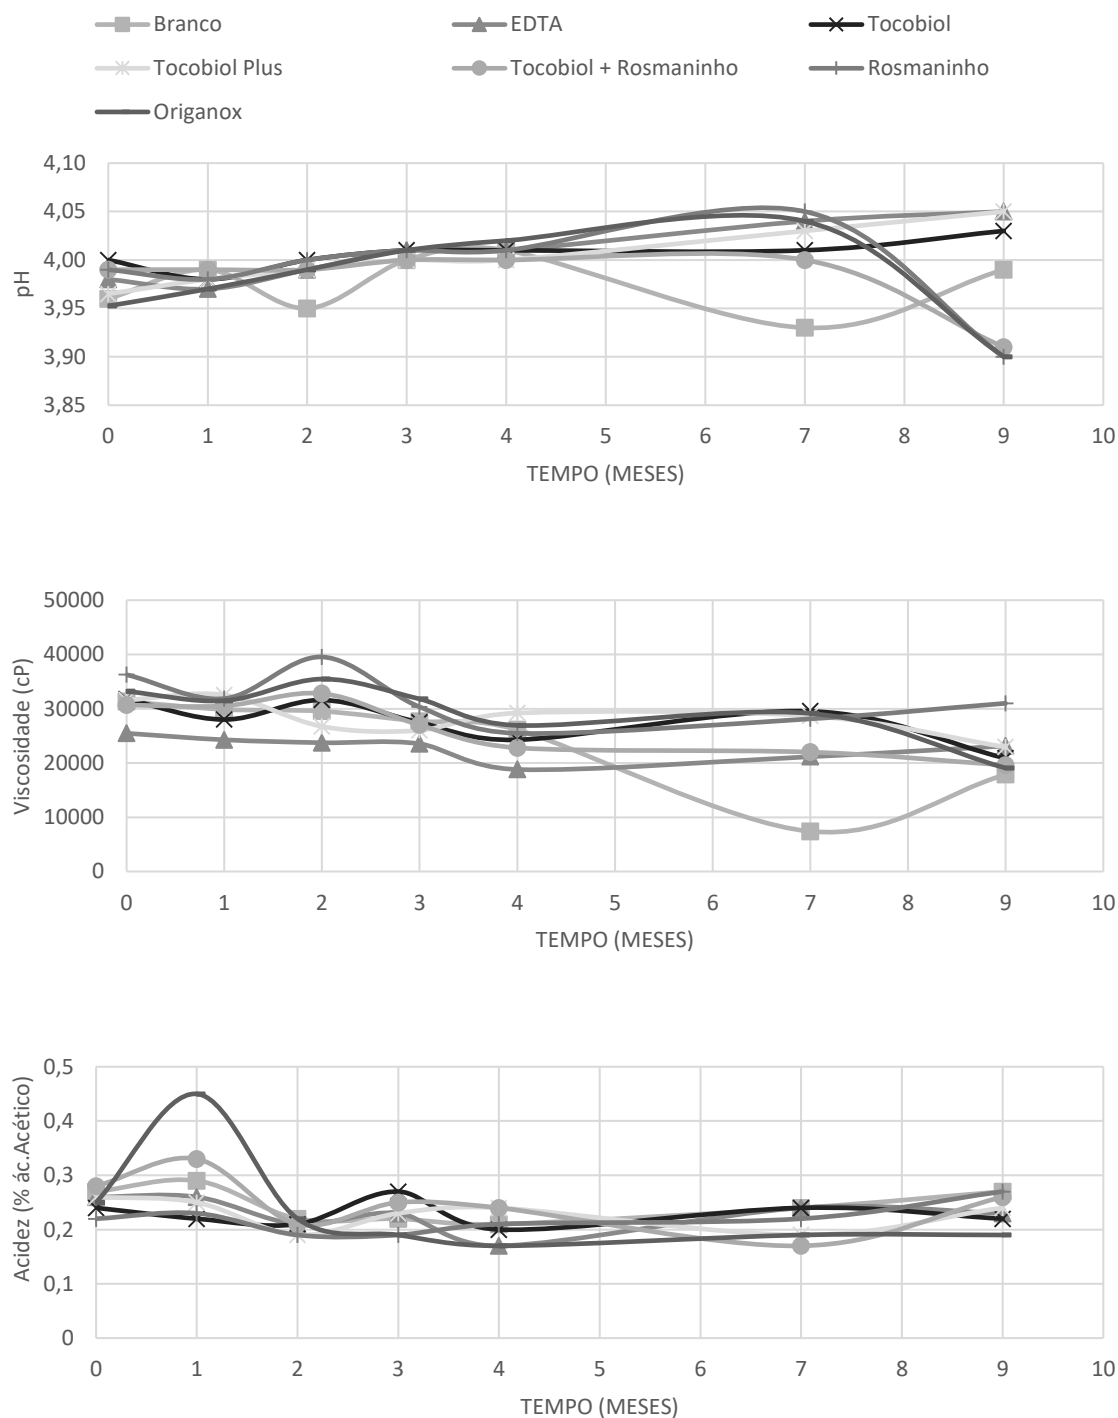 Branco EDTA Tocobiol
Tocobiol Plus Tocobiol + Rosmaninho Rosmaninho
Origanox
4,10
4,05
4,00
3,95
3,90
3,85
pH
0 1 2 3 4 5 6 7 8 9 10
TEMPO (MESES)
50000
40000
30000
20000
10000
0
Viscosidade (cP)
0 1 2 3 4 5 6 7 8 9 10
TEMPO (MESES)
0,5
0,4
0,3
0,2
0,1
0
Acidez (% ác.Acético)
0 1 2 3 4 5 6 7 8 9 10
TEMPO (MESES)